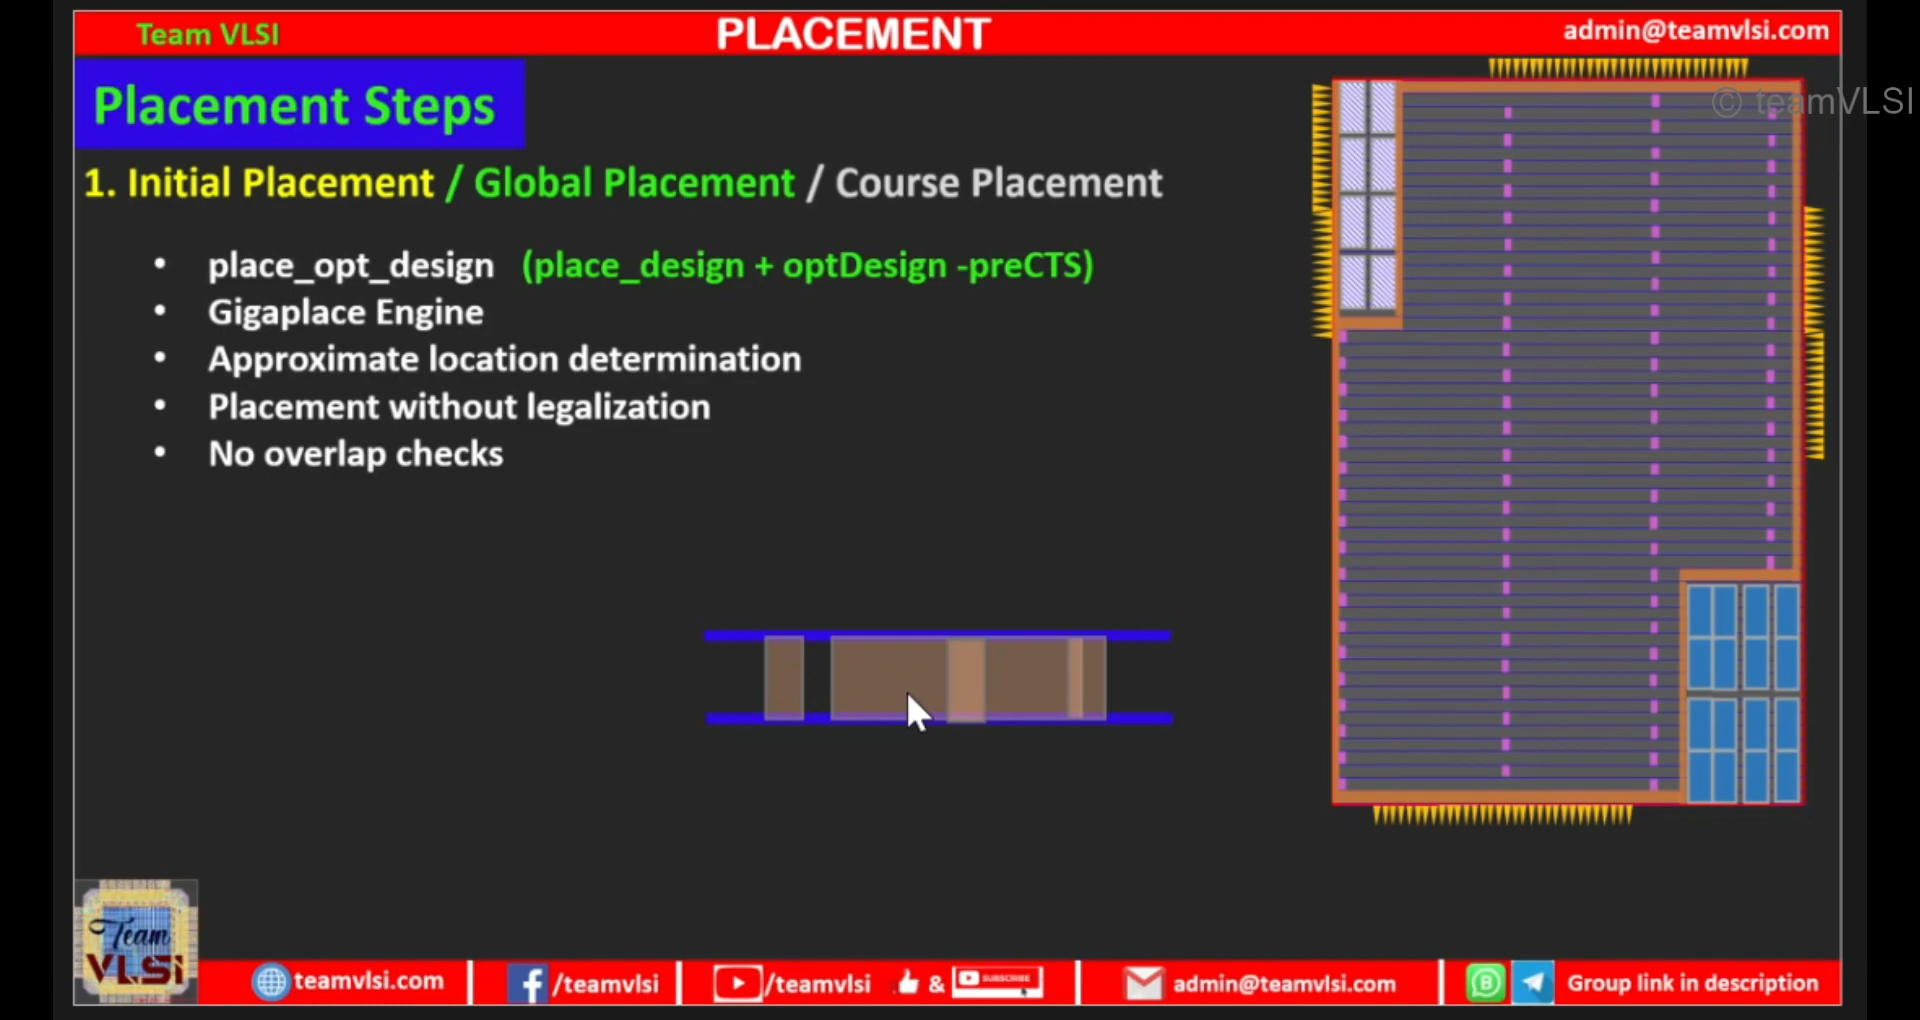 Team VLSI
PLACEMENT
admin@teamvlsi.com
© teamVLSI
Placement Steps
1. Initial Placement / Global Placement / Course Placement
• place_opt_design (place_design + optDesign -preCTS)
• Gigaplace Engine
• Approximate location determination
• Placement without legalization
• No overlap checks
Team
VLSI
teamvlsi.com
/teamvlsi
/teamvlsi
&
SUBSCRIBE
admin@teamvlsi.com
Group link in description